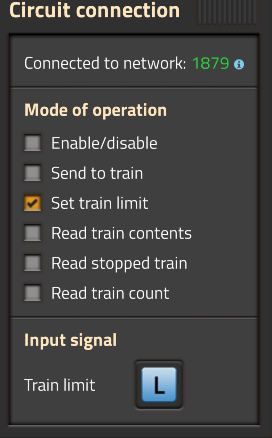 Circuit connection
Connected to network: 1879
Mode of operation
Enable/disable
Send to train
Set train limit
Read train contents
Read stopped train
Read train count
Input signal
Train limit L